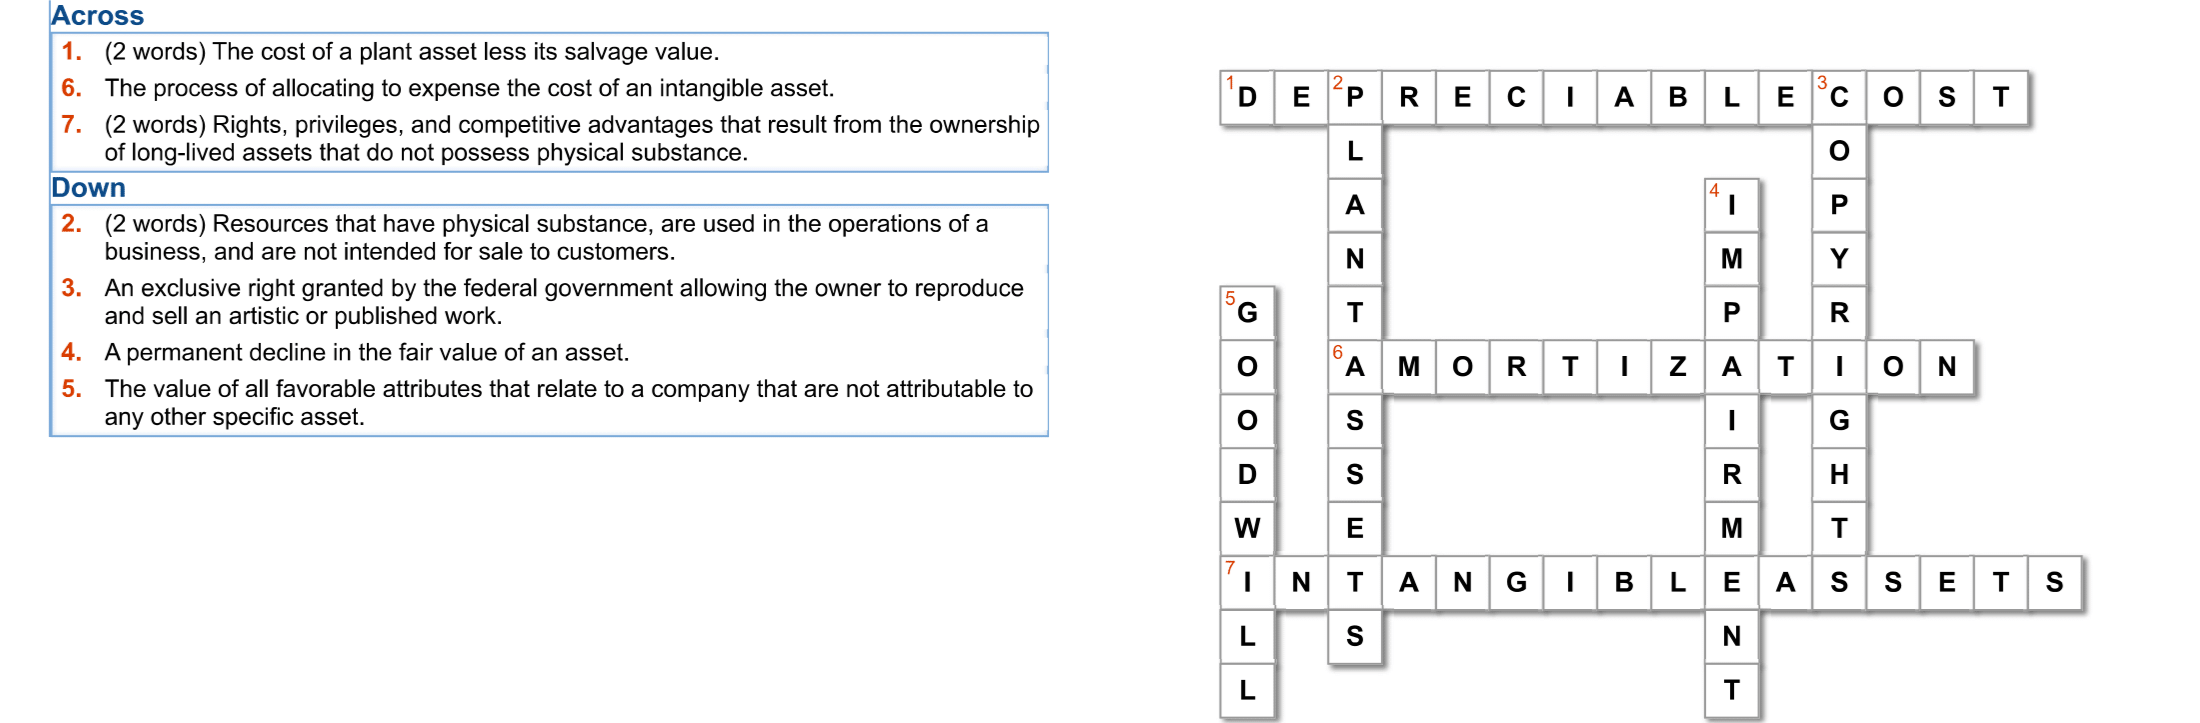 Across
1. (2 words) The cost of a plant asset less its salvage value.
6. The process of allocating to expense the cost of an intangible asset.
7. (2 words) Rights, privileges, and competitive advantages that result from the ownership
of long-lived assets that do not possess physical substance.
Down
2. (2 words) Resources that have physical substance, are used in the operations of a
business, and are not intended for sale to customers.
3. An exclusive right granted by the federal government allowing the owner to reproduce
and sell an artistic or published work.
4. A permanent decline in the fair value of an asset.
5. The value of all favorable attributes that relate to a company that are not attributable to
any other specific asset.
1 D E 2 P R E C I A B L E 3 C O S T
L O
A 4 I P
N M Y
5 G T P R
O 6 A M O R T I Z A T I O N
O S I G
D S R H
W E M T
7 I N T A N G I B L E A S S E T S
L S N
L T